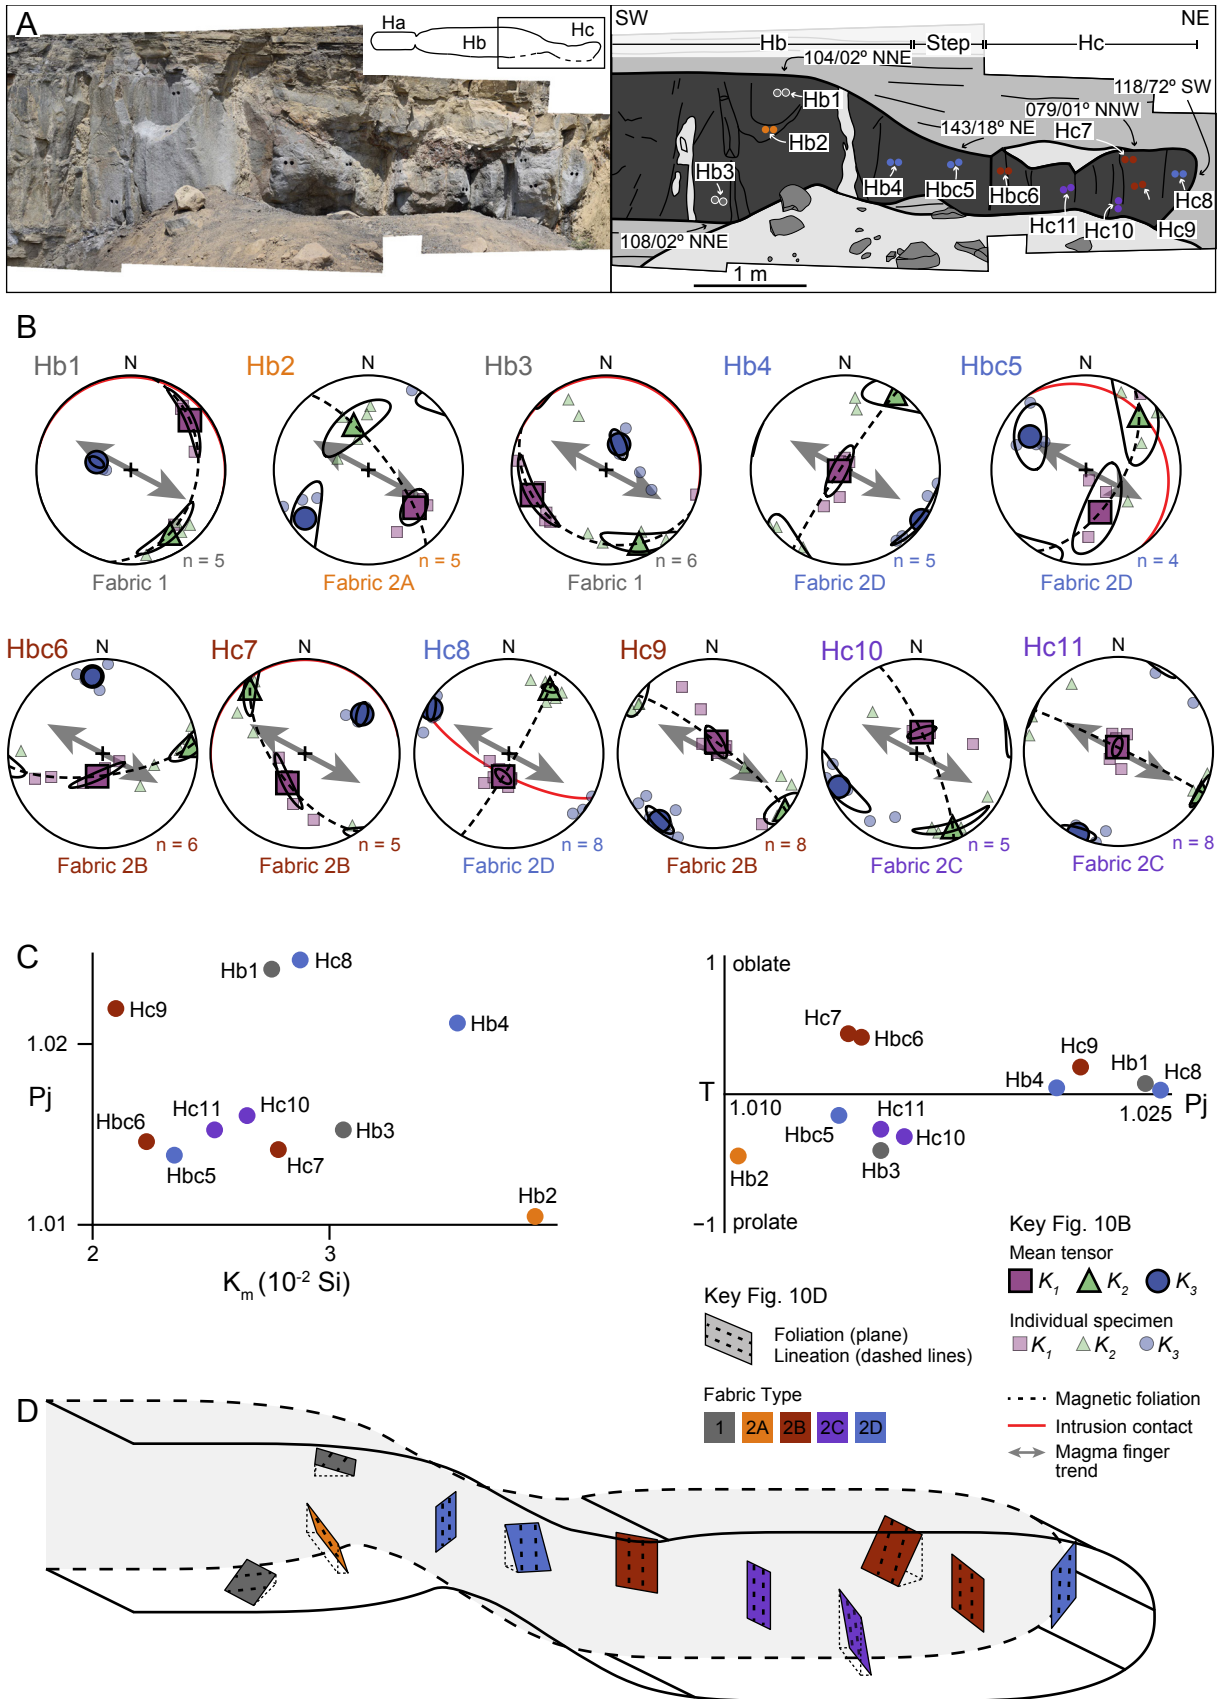 A
Ha
Hb
Hc
SW
NE
Hb
Step
Hc
104/02º NNE
118/72º SW
079/01º NNW
Hb1
Hc7
143/18º NE
Hb2
Hb3
Hb4
Hbc5
Hbc6
Hc8
Hc11
Hc10
Hc9
108/02º NNE
1 m
B
Hb1
N
n = 5
Fabric 1
Hb2
N
n = 5
Fabric 2A
Hb3
N
n = 6
Fabric 1
Hb4
N
n = 5
Fabric 2D
Hbc5
N
n = 4
Fabric 2D
Hbc6
N
n = 6
Fabric 2B
Hc7
N
n = 5
Fabric 2B
Hc8
N
n = 8
Fabric 2D
Hc9
N
n = 8
Fabric 2B
Hc10
N
n = 5
Fabric 2C
Hc11
N
n = 8
Fabric 2C
C
Hb1
Hc8
Hc9
Hb4
1.02
Pj
Hbc6
Hc11
Hc10
Hb3
Hbc5
Hc7
Hb2
1.01
2
3
Km (10-2 Si)
1
oblate
Hc7
Hbc6
Hc9
Hb1
Hb4
Hc8
T
1.010
1.025
Pj
Hbc5
Hc11
Hc10
Hb2
Hb3
−1
prolate
Key Fig. 10B
Mean tensor
K1 K2 K3
Individual specimen
K1 K2 K3
Magnetic foliation
Intrusion contact
Magma finger
trend
Key Fig. 10D
Foliation (plane)
Lineation (dashed lines)
Fabric Type
1 2A 2B 2C 2D
D